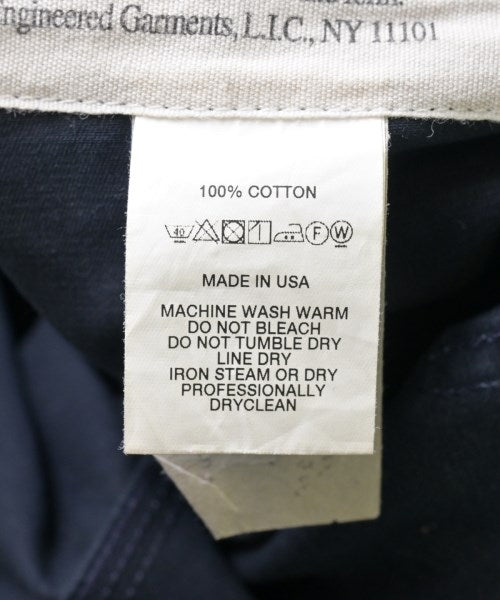 Engineered Garments, L.I.C., NY 11101
100% COTTON
40 F W
MADE IN USA
MACHINE WASH WARM
DO NOT BLEACH
DO NOT TUMBLE DRY
LINE DRY
IRON STEAM OR DRY
PROFESSIONALLY
DRYCLEAN